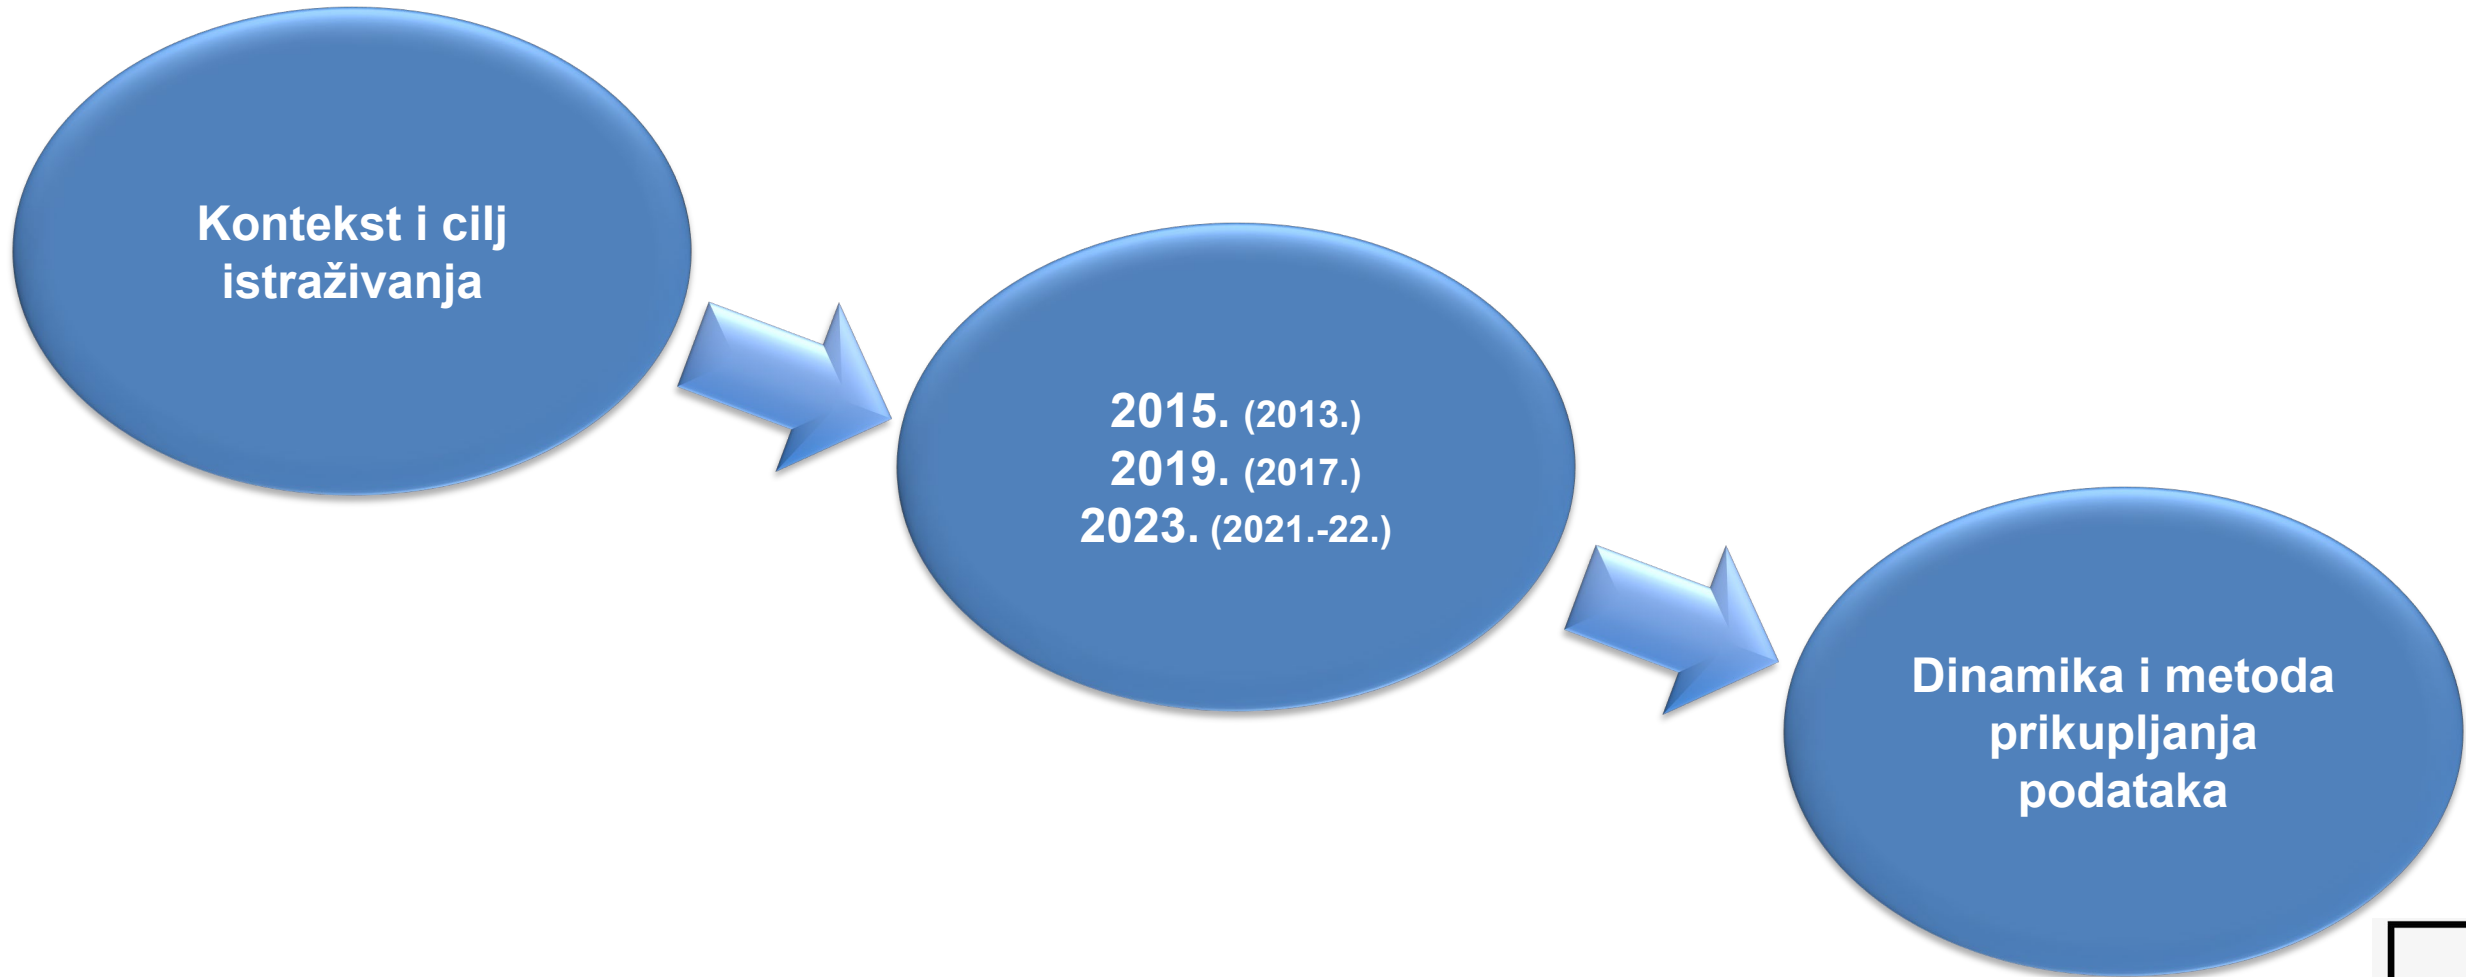 Kontekst i cilj
istraživanja
2015. (2013.)
2019. (2017.)
2023. (2021.-22.)
Dinamika i metoda
prikupljanja
podataka